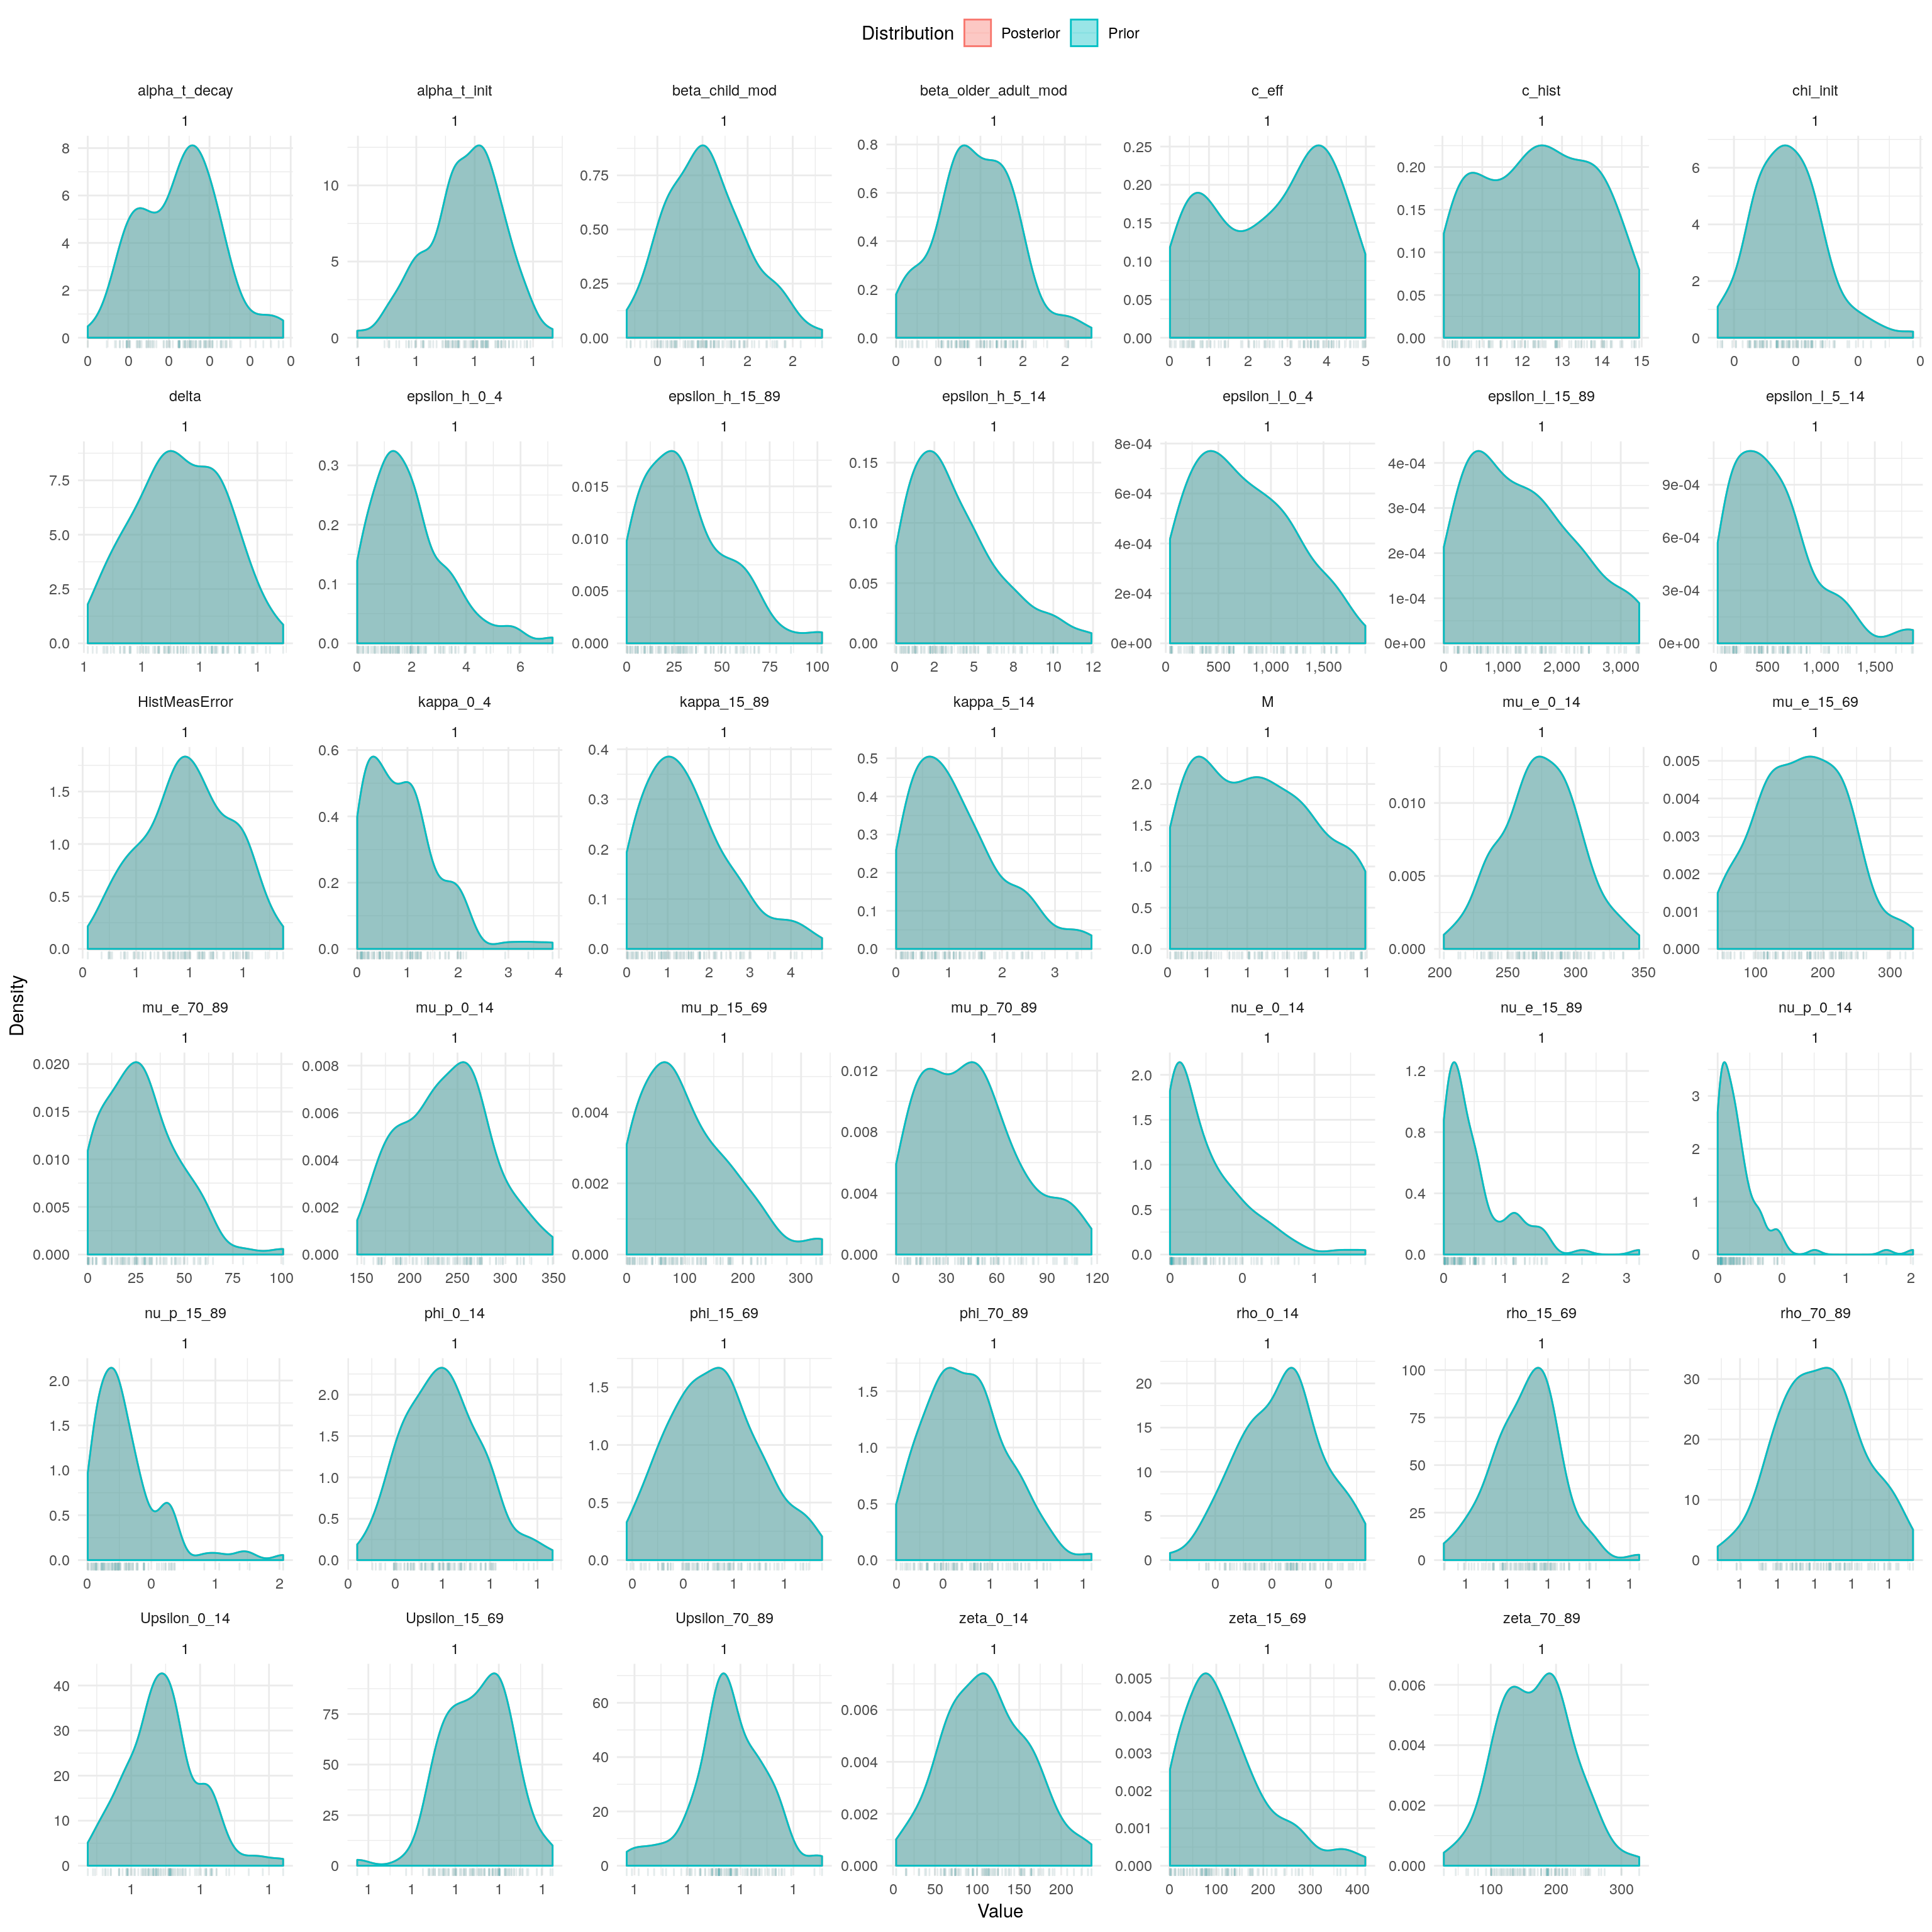 Distribution Posterior Prior
alpha_t_decay
1
8
6
4
2
0
0 0 0 0 0 0
alpha_t_init
1
10
5
0
1 1 1 1
beta_child_mod
1
0.75
0.50
0.25
0.00
0 1 2 2
beta_older_adult_mod
1
0.8
0.6
0.4
0.2
0.0
0 0 1 2 2
c_eff
1
0.25
0.20
0.15
0.10
0.05
0.00
0 1 2 3 4 5
c_hist
1
0.20
0.15
0.10
0.05
0.00
10 11 12 13 14 15
chi_init
1
6
4
2
0
0 0 0 0
delta
1
7.5
5.0
2.5
0.0
1 1 1 1
epsilon_h_0_4
1
0.3
0.2
0.1
0.0
0 2 4 6
epsilon_h_15_89
1
0.015
0.010
0.005
0.000
0 25 50 75 100
epsilon_h_5_14
1
0.15
0.10
0.05
0.00
0 2 5 8 10 12
epsilon_l_0_4
1
8e-04
6e-04
4e-04
2e-04
0e+00
0 500 1,000 1,500
epsilon_l_15_89
1
4e-04
3e-04
2e-04
1e-04
0e+00
0 1,000 2,000 3,000
epsilon_l_5_14
1
9e-04
6e-04
3e-04
0e+00
0 500 1,000 1,500
HistMeasError
1
1.5
1.0
0.5
0.0
0 1 1 1
kappa_0_4
1
0.6
0.4
0.2
0.0
0 1 2 3 4
kappa_15_89
1
0.4
0.3
0.2
0.1
0.0
0 1 2 3 4
kappa_5_14
1
0.5
0.4
0.3
0.2
0.1
0.0
0 1 2 3
M
1
2.0
1.5
1.0
0.5
0.0
0 1 1 1 1 1
mu_e_0_14
1
0.010
0.005
0.000
200 250 300 350
mu_e_15_69
1
0.005
0.004
0.003
0.002
0.001
0.000
100 200 300
Density
mu_e_70_89
1
0.020
0.015
0.010
0.005
0.000
0 25 50 75 100
mu_p_0_14
1
0.008
0.006
0.004
0.002
0.000
150 200 250 300 350
mu_p_15_69
1
0.004
0.002
0.000
0 100 200 300
mu_p_70_89
1
0.012
0.008
0.004
0.000
0 30 60 90 120
nu_e_0_14
1
2.0
1.5
1.0
0.5
0.0
0 0 1
nu_e_15_89
1
1.2
0.8
0.4
0.0
0 1 2 3
nu_p_0_14
1
3
2
1
0
0 0 1 2
nu_p_15_89
1
2.0
1.5
1.0
0.5
0.0
0 0 1 2
phi_0_14
1
2.0
1.5
1.0
0.5
0.0
0 0 1 1 1
phi_15_69
1
1.5
1.0
0.5
0.0
0 0 1 1
phi_70_89
1
1.5
1.0
0.5
0.0
0 0 1 1 1
rho_0_14
1
20
15
10
5
0
0 0 0
rho_15_69
1
100
75
50
25
0
1 1 1 1 1
rho_70_89
1
30
20
10
0
1 1 1 1 1
Upsilon_0_14
1
40
30
20
10
0
1 1 1
Upsilon_15_69
1
75
50
25
0
1 1 1 1 1
Upsilon_70_89
1
60
40
20
0
1 1 1 1
zeta_0_14
1
0.006
0.004
0.002
0.000
0 50 100 150 200
zeta_15_69
1
0.005
0.004
0.003
0.002
0.001
0.000
0 100 200 300 400
zeta_70_89
1
0.006
0.004
0.002
0.000
100 200 300
Value